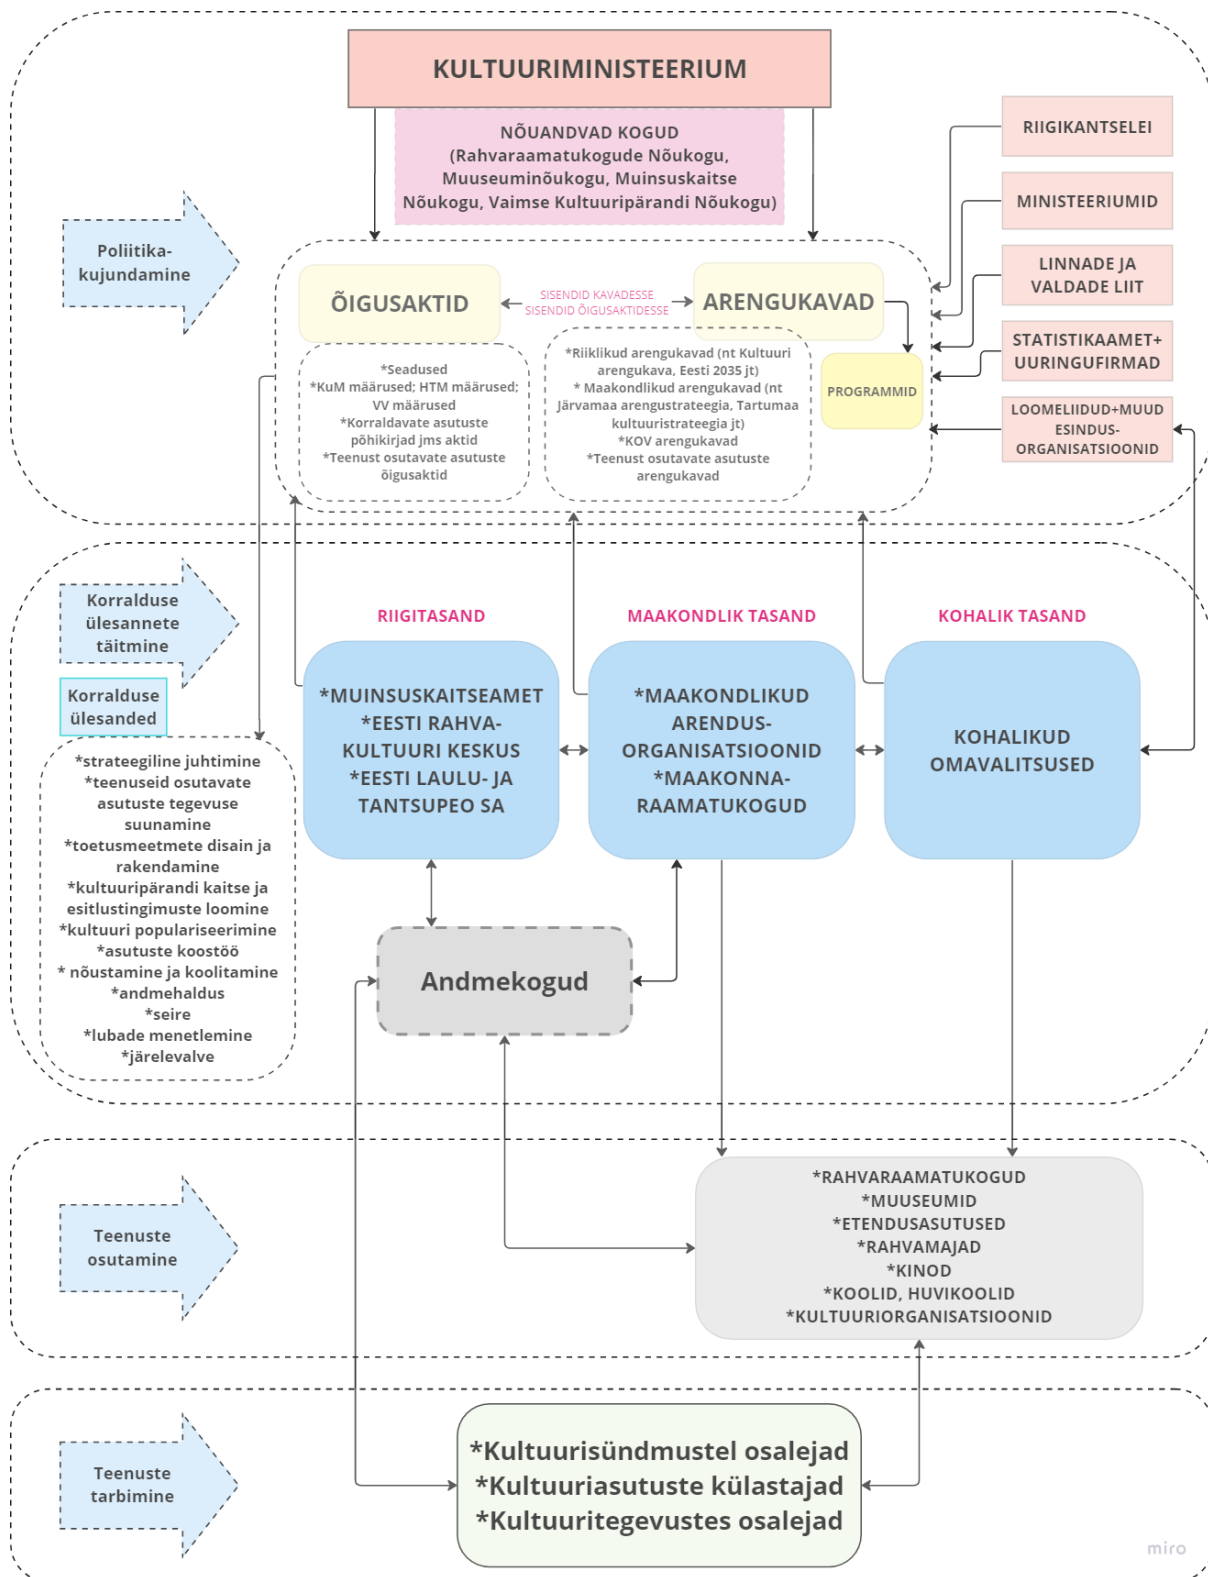 KULTUURIMINISTEERIUM
NÕUANDVAD KOGUD
(Rahvaraamatukogude Nõukogu,
Muuseuminõukogu, Muinsuskaitse
Nõukogu, Vaimse Kultuuripärandi Nõukogu)
RIIGIKANTSELEI
MINISTEERIUMID
LINNADE JA
VALDADE LIIT
STATISTIKAAMET+
UURINGUFIRMAD
LOOMELIIDUD+MUUD
ESINDUS-
ORGANISATSIOONID
Poliitika-
kujundamine
ÕIGUSAKTID
SISENDID KAVADESSE
SISENDID ÕIGUSAKTIDESSE
ARENGUKAVAD
*Seadused
*KuM määrused; HTM määrused;
VV määrused
*Korraldavate asutuste
põhikirjad jms aktid
*Teenust osutavate asutuste
õigusaktid
*Riiklikud arengukavad (nt Kultuuri
arengukava, Eesti 2035 jt)
* Maakondlikud arengukavad (nt
Järvamaa arengustrateegia, Tartumaa
kultuuristrateegia jt)
*KOV arengukavad
*Teenust osutavate asutuste
arengukavad
PROGRAMMID
Korralduse
ülesannete
täitmine
RIIGITASAND
MAAKONDLIK TASAND
KOHALIK TASAND
Korralduse
ülesanded
*strateegiline juhtimine
*teenuseid osutavate
asutuste tegevuse
suunamine
*toetusmeetmete disain ja
rakendamine
*kultuuripärandi kaitse ja
esitlustingimuste loomine
*kultuuri populariseerimine
*asutuste koostöö
* nõustamine ja koolitamine
*andmehaldus
*seire
*lubade menetlemine
*järelevalve
*MUINSUSKAITSEAMET
*EESTI RAHVA-
KULTUURI KESKUS
*EESTI LAULU- JA
TANTSUPEO SA
*MAAKONDLIKUD
ARENDUS-
ORGANISATSIOONID
*MAAKONNA-
RAAMATUKOGUD
KOHALIKUD
OMAVALITSUSED
Andmekogud
Teenuste
osutamine
*RAHVARAAMATUKOGUD
*MUUSEUMID
*ETENDUSASUTUSED
*RAHVAMAJAD
*KINOD
*KOOLID, HUVIKOOLID
*KULTUURIORGANISATSIOONID
Teenuste
tarbimine
*Kultuurisündmustel osalejad
*Kultuuriasutuste külastajad
*Kultuuritegevustes osalejad
miro